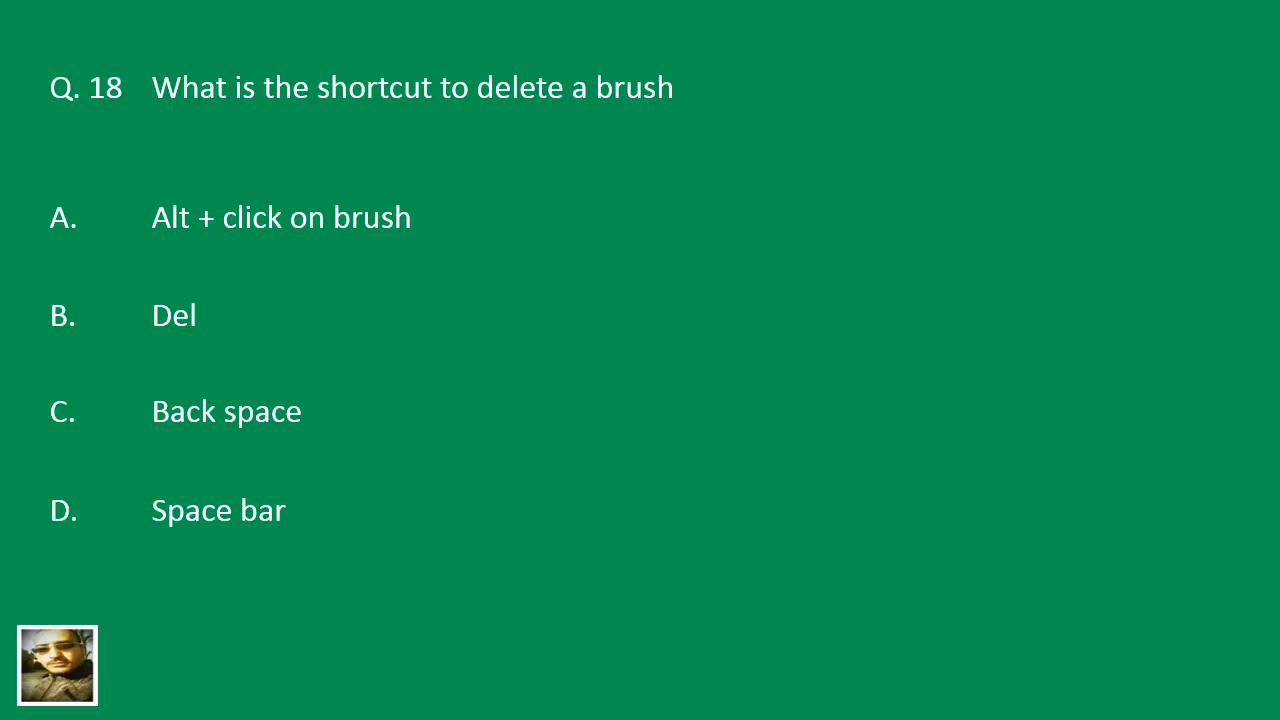 Q. 18 What is the shortcut to delete a brush
A. Alt + click on brush
B. Del
C. Back space
D. Space bar